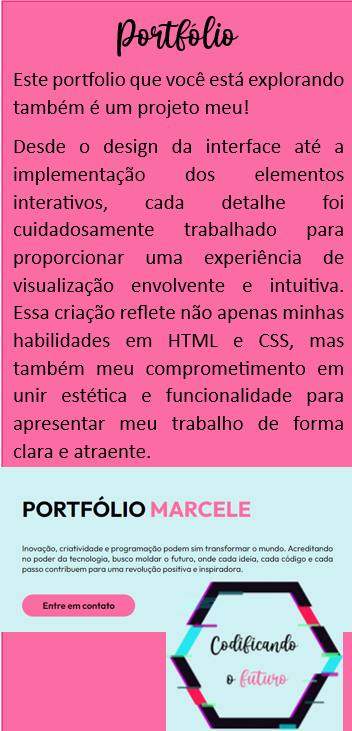 Portfólio
Este portfolio que você está explorando
também é um projeto meu!
Desde o design da interface até a
implementação dos elementos
interativos, cada detalhe foi
cuidadosamente trabalhado para
proporcionar uma experiência de
visualização envolvente e intuitiva.
Essa criação reflete não apenas minhas
habilidades em HTML e CSS, mas
também meu comprometimento em
unir estética e funcionalidade para
apresentar meu trabalho de forma
clara e atraente.
PORTFÓLIO MARCELE
Inovação, criatividade e programação podem sim transformar o mundo. Acreditando
no poder da tecnologia, busco moldar o futuro, onde cada ideia, cada código e cada
passo contribuem para uma revolução positiva e inspiradora.
Entre em contato
Codificando
o futuro